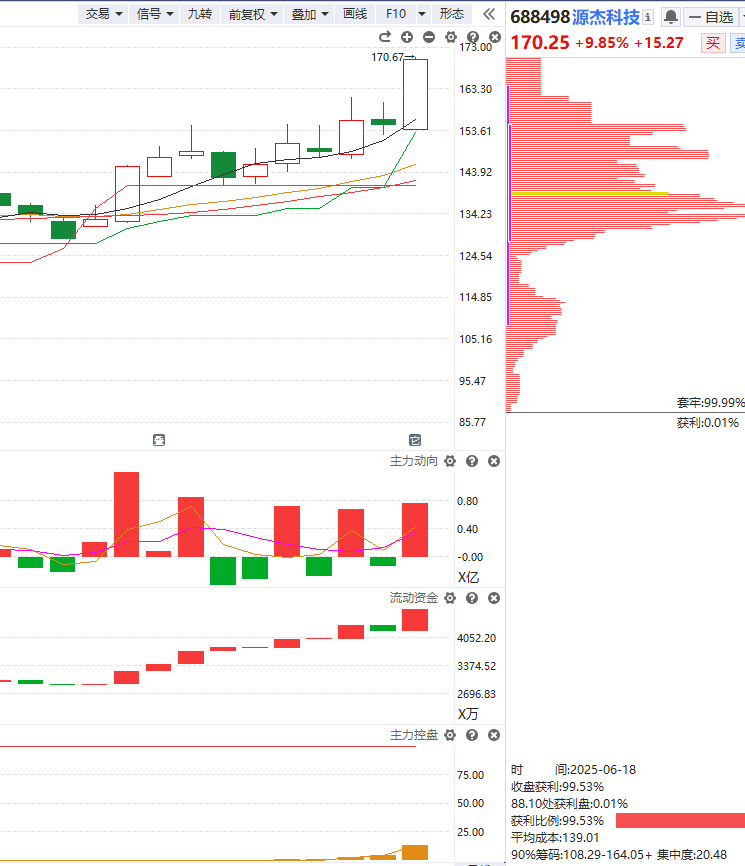 交易 信号 九转 前复权 叠加 画线 F10 形态
688498 源杰科技 自选
170.25 +9.85% +15.27 买 卖
170.67
173.00
163.30
153.61
143.92
134.23
124.54
114.85
105.16
95.47
85.77
套牢:99.99%
获利:0.01%
主力动向
0.80
0.40
-0.00
X亿
流动资金
4052.20
3374.52
2696.83
X万
主力控盘
75.00
50.00
25.00
时 间:2025-06-18
收盘获利:99.53%
88.10处获利盘:0.01%
获利比例:99.53%
平均成本:139.01
90%筹码:108.29-164.05+ 集中度:20.48